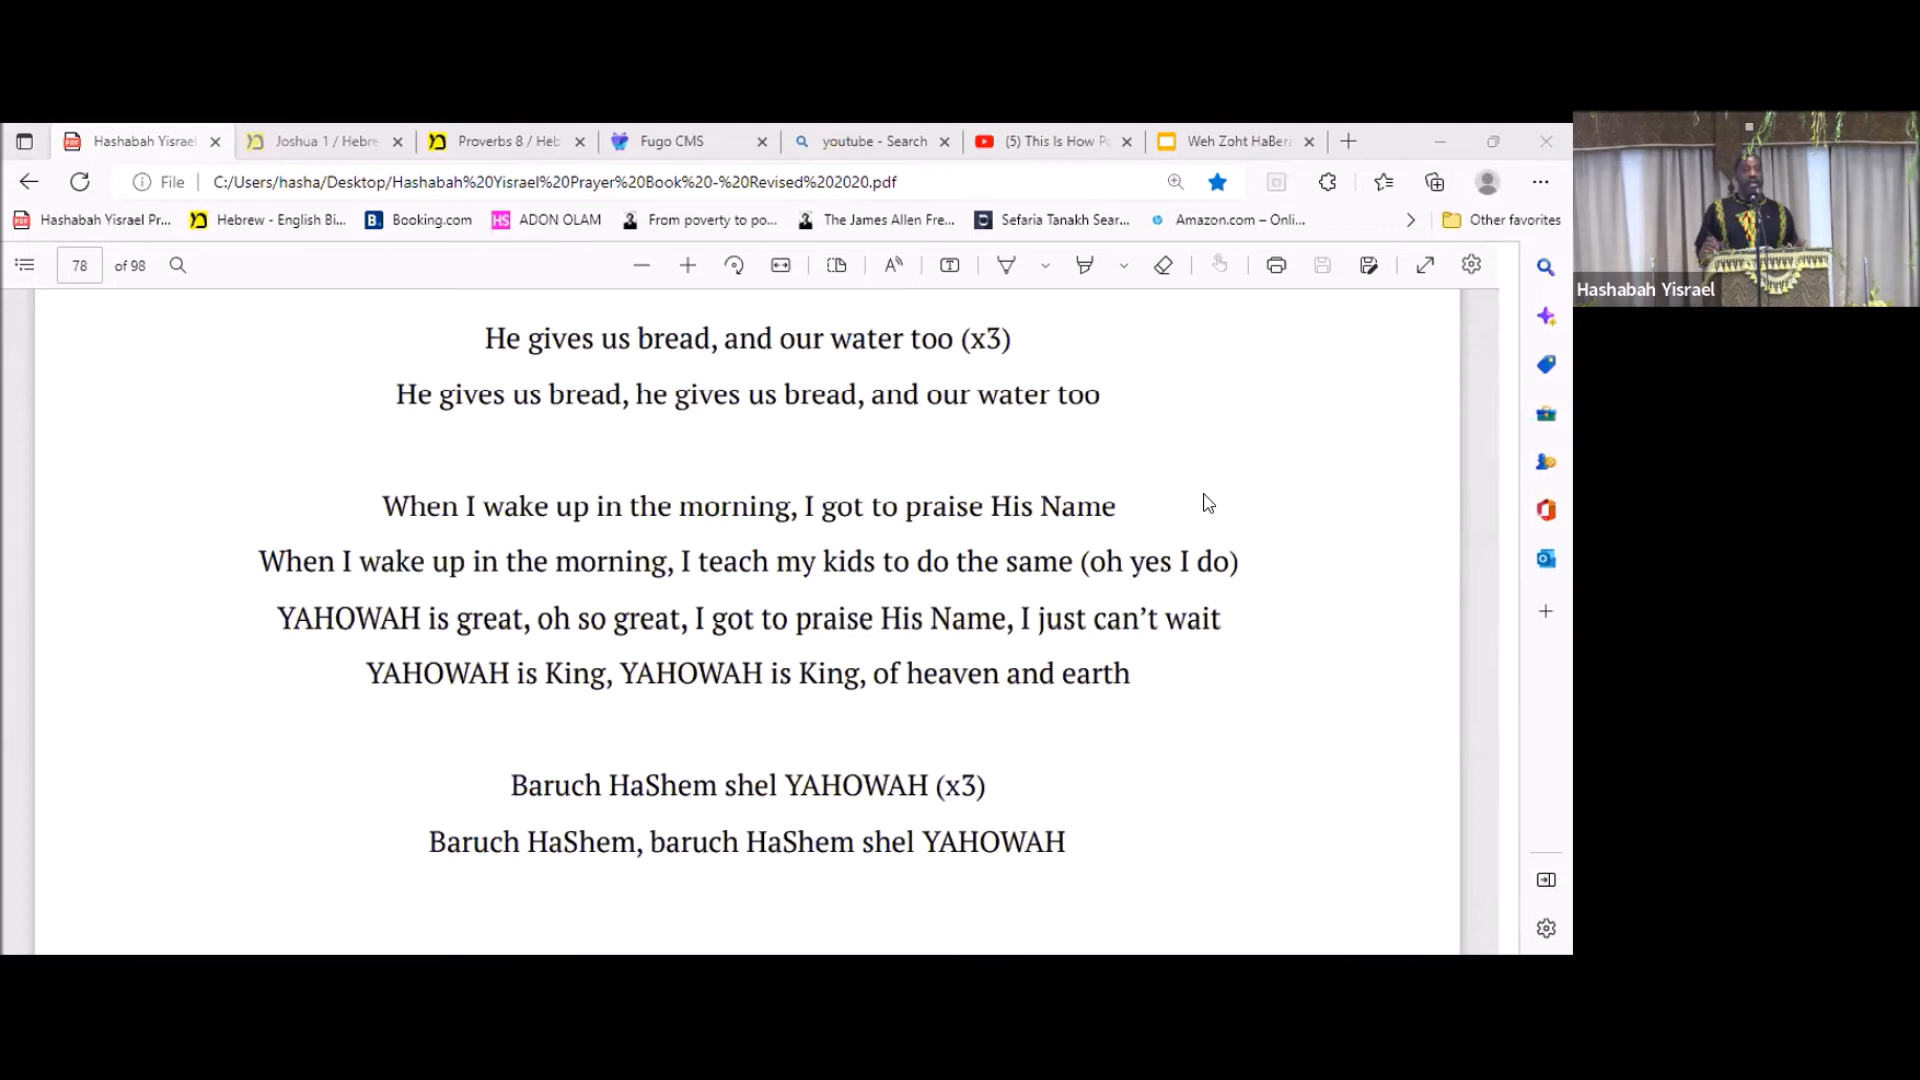 Hashabah Yisrael
Joshua 1 / Hebre
Proverbs 8 / Heb
Fugo CMS
youtube - Search
(5) This Is How Po
Weh Zoht HaBera
File
C:/Users/hasha/Desktop/Hashabah%20Yisrael%20Prayer%20Book%20-%20Revised%202020.pdf
Hashabah Yisrael Pr...
Hebrew - English Bi...
Booking.com
ADON OLAM
From poverty to po...
The James Allen Fre...
Sefaria Tanakh Sear...
Amazon.com – Onli...
Other favorites
78 of 98
He gives us bread, and our water too (x3)
He gives us bread, he gives us bread, and our water too
When I wake up in the morning, I got to praise His Name
When I wake up in the morning, I teach my kids to do the same (oh yes I do)
YAHOWAH is great, oh so great, I got to praise His Name, I just can’t wait
YAHOWAH is King, YAHOWAH is King, of heaven and earth
Baruch HaShem shel YAHOWAH (x3)
Baruch HaShem, baruch HaShem shel YAHOWAH
Hashabah Yisrael